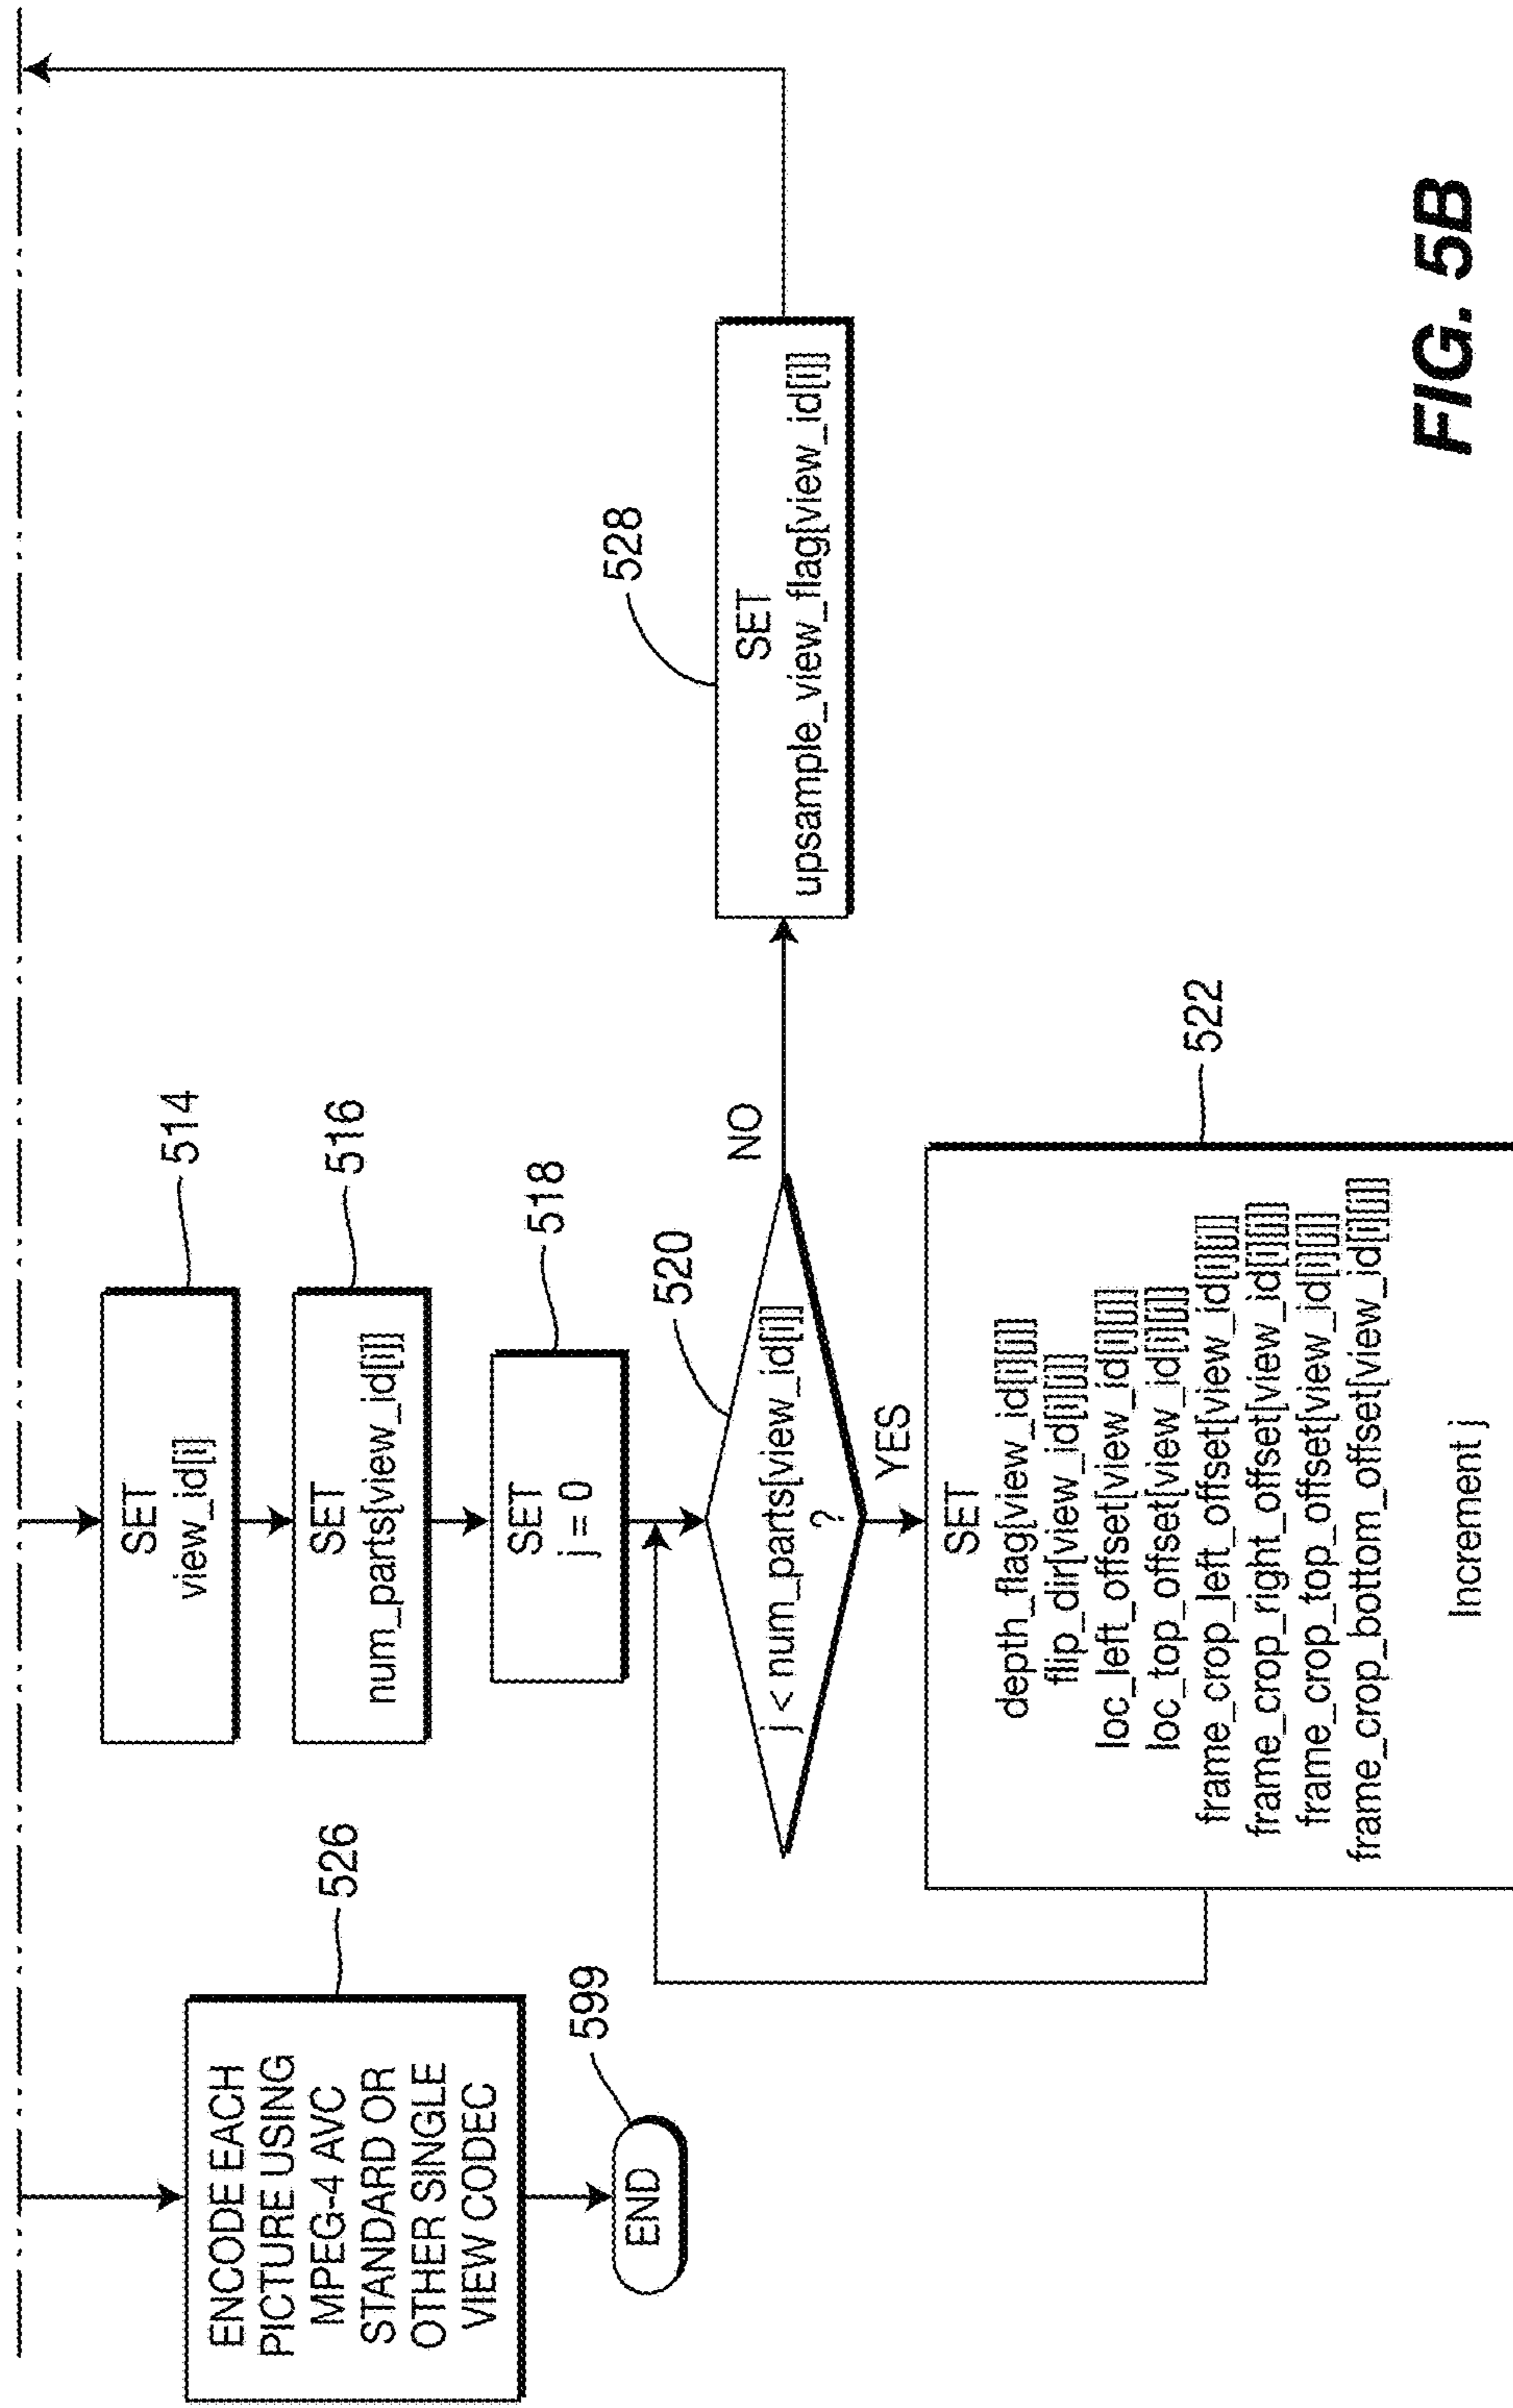 ENCODE EACH
PICTURE USING
MPEG-4 AVC
STANDARD OR
OTHER SINGLE
VIEW CODEC
526
END
599
SET
view_id[i]
514
SET
num_parts[view_id[i]]
516
SET
j = 0
518
j < num_parts[view_id[i]]
?
520
NO
YES
SET
depth_flag[view_id[i][j]]
flip_dir[view_id[i][j]]
loc_left_offset[view_id[i][j]]
loc_top_offset[view_id[i][j]]
frame_crop_left_offset[view_id[i][j]]
frame_crop_right_offset[view_id[i][j]]
frame_crop_top_offset[view_id[i][j]]
frame_crop_bottom_offset[view_id[i][j]]
Increment j
522
SET
upsample_view_flag[view_id[i]]
528
FIG. 5B